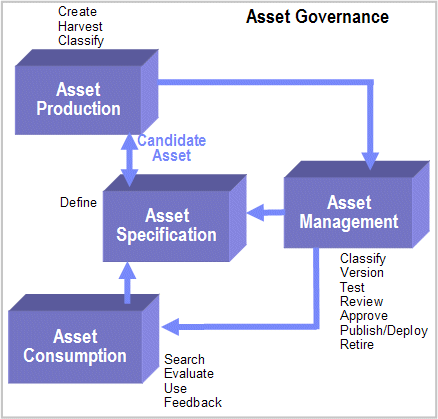 Asset Governance
Create
Harvest
Classify
Asset
Production
Candidate
Asset
Define
Asset
Specification
Asset
Management
Classify
Version
Test
Review
Approve
Publish/Deploy
Retire
Asset
Consumption
Search
Evaluate
Use
Feedback